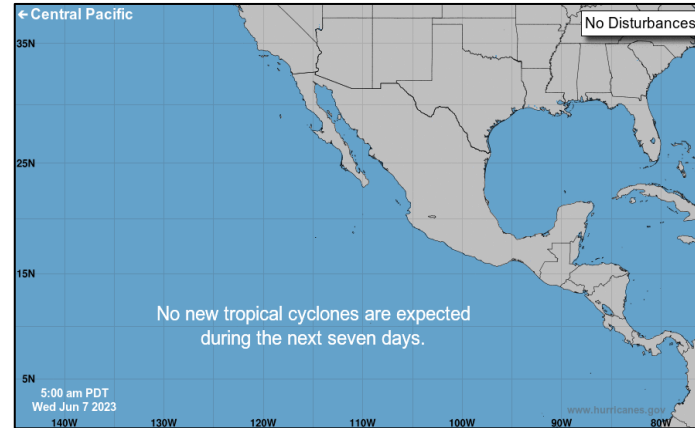 ←Central Pacific
No Disturbances
35N
25N
15N
No new tropical cyclones are expected
during the next seven days.
5N
5:00 am PDT
Wed Jun 7 2023
www.hurricanes.gov
140W 130W 120W 110W 100W 90W 80W